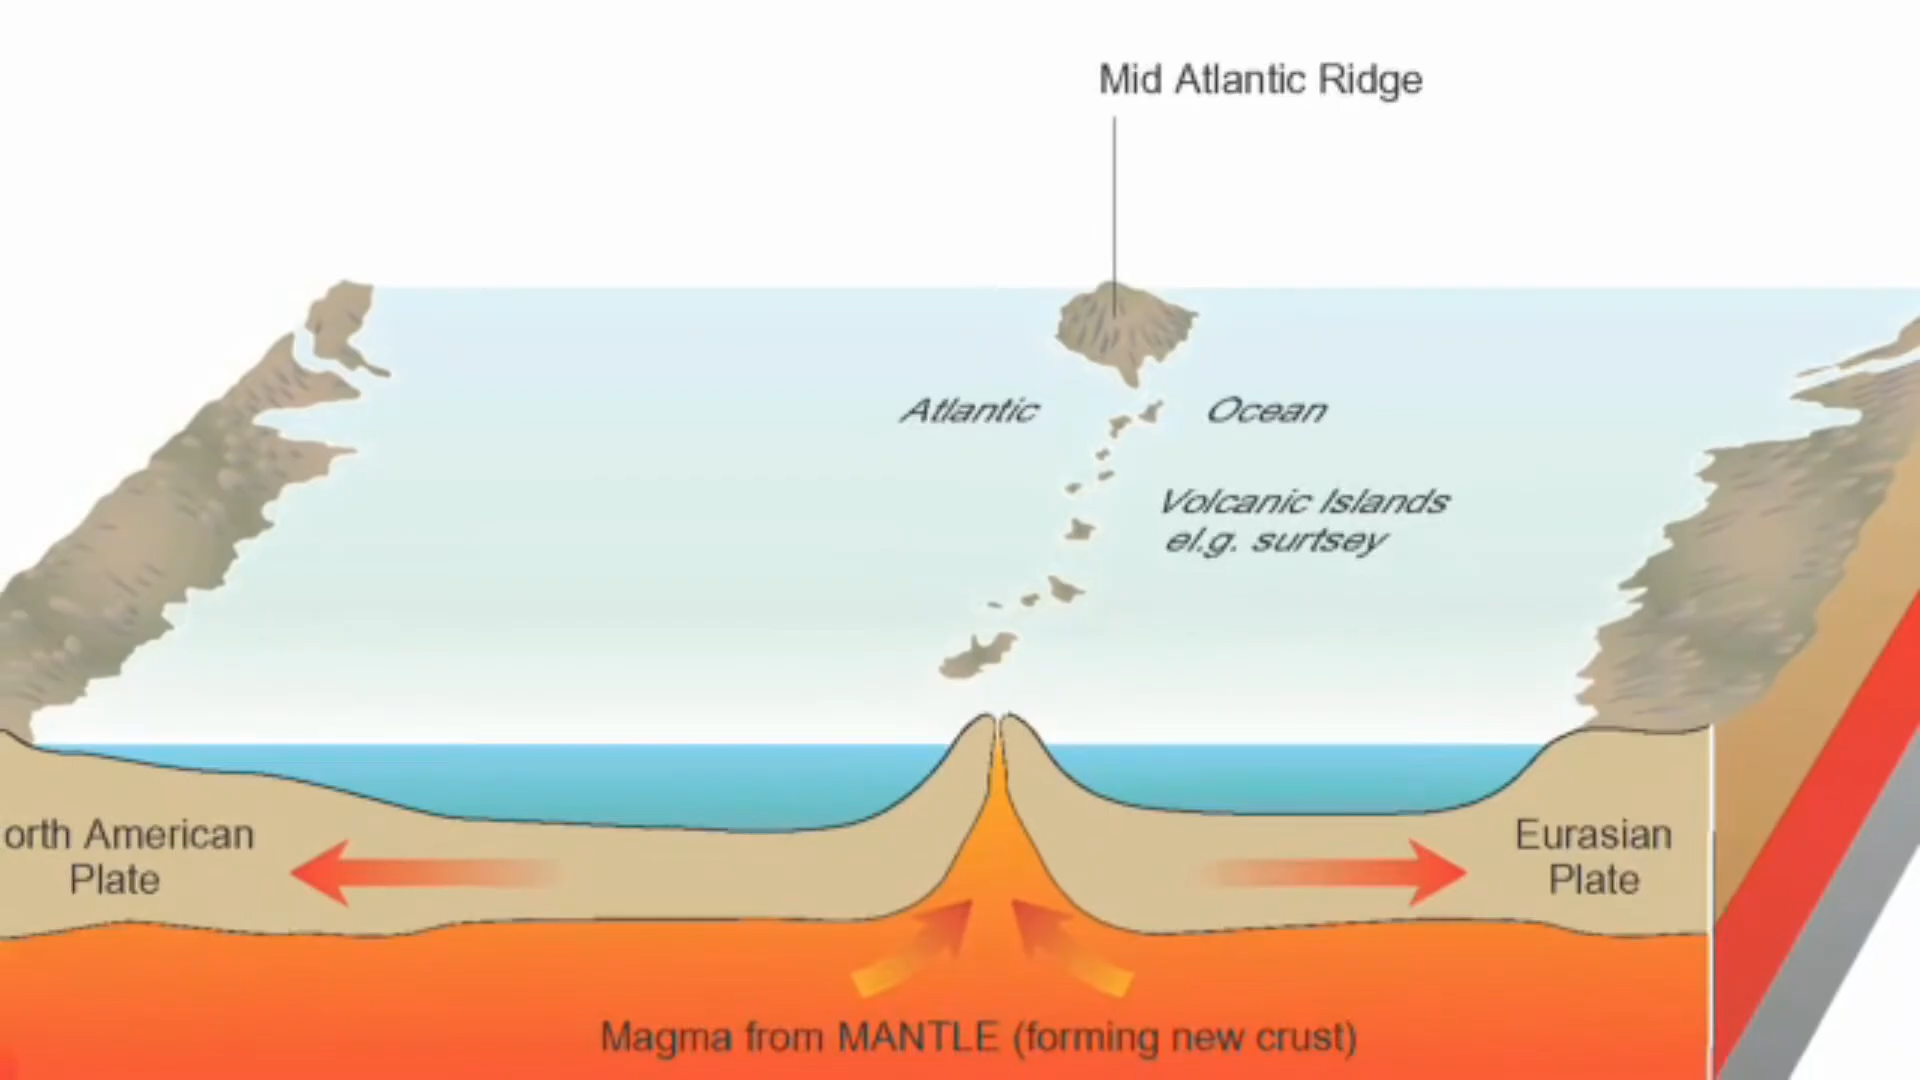 Mid Atlantic Ridge
Atlantic Ocean
Volcanic Islands
el.g. surtsey
orth American
Plate
Eurasian
Plate
Magma from MANTLE (forming new crust)